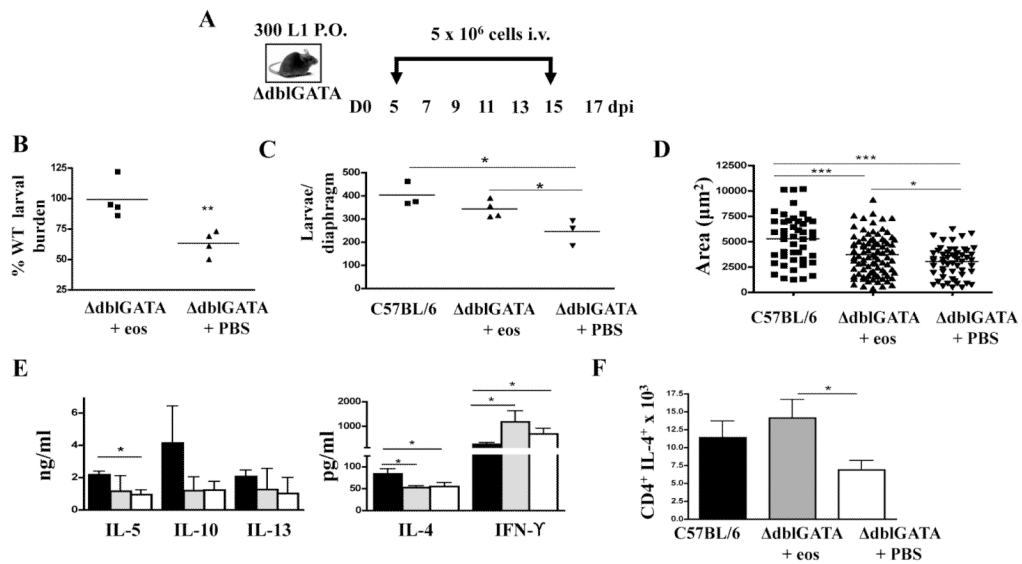 A
300 L1 P.O.
5 x 10⁶ cells i.v.
ΔdblGATA
D0 5 7 9 11 13 15 17 dpi
B
% WT larval
burden
125
100
75
50
25
**
ΔdblGATA
+ eos
ΔdblGATA
+ PBS
C
Larvae/
diaphragm
600
400
200
0
*
*
C57BL/6
ΔdblGATA
+ eos
ΔdblGATA
+ PBS
D
Area (μm²)
12500
10000
7500
5000
2500
0
***
***
*
C57BL/6
ΔdblGATA
+ eos
ΔdblGATA
+ PBS
E
ng/ml
6
4
2
0
*
IL-5
IL-10
IL-13
pg/ml
2000
1000
100
50
0
*
*
*
*
IL-4
IFN-ϒ
F
CD4⁺ IL-4⁺ x 10³
17.5
15.0
12.5
10.0
7.5
5.0
2.5
0.0
*
C57BL/6
ΔdblGATA
+ eos
ΔdblGATA
+ PBS